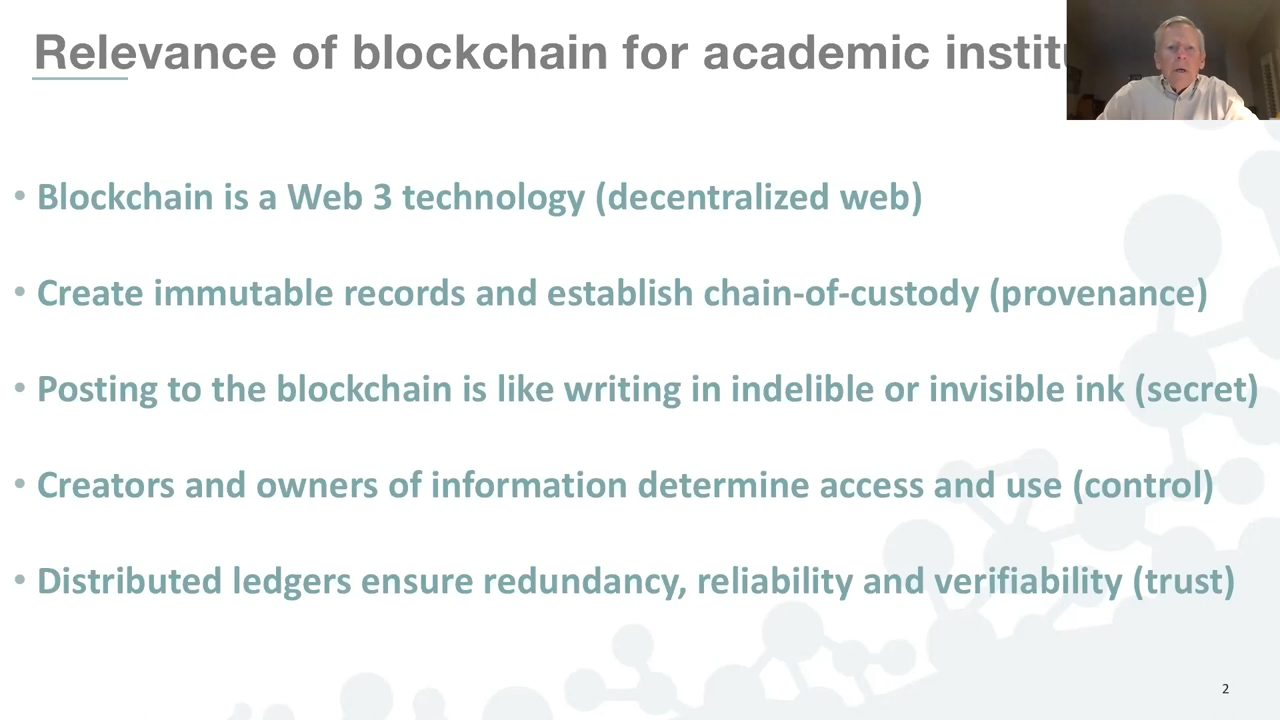 Relevance of blockchain for academic
• Blockchain is a Web 3 technology (decentralized web)
• Create immutable records and establish chain-of-custody (provenance)
• Posting to the blockchain is like writing in indelible or invisible ink (secret)
• Creators and owners of information determine access and use (control)
• Distributed ledgers ensure redundancy, reliability and verifiability (trust)
2